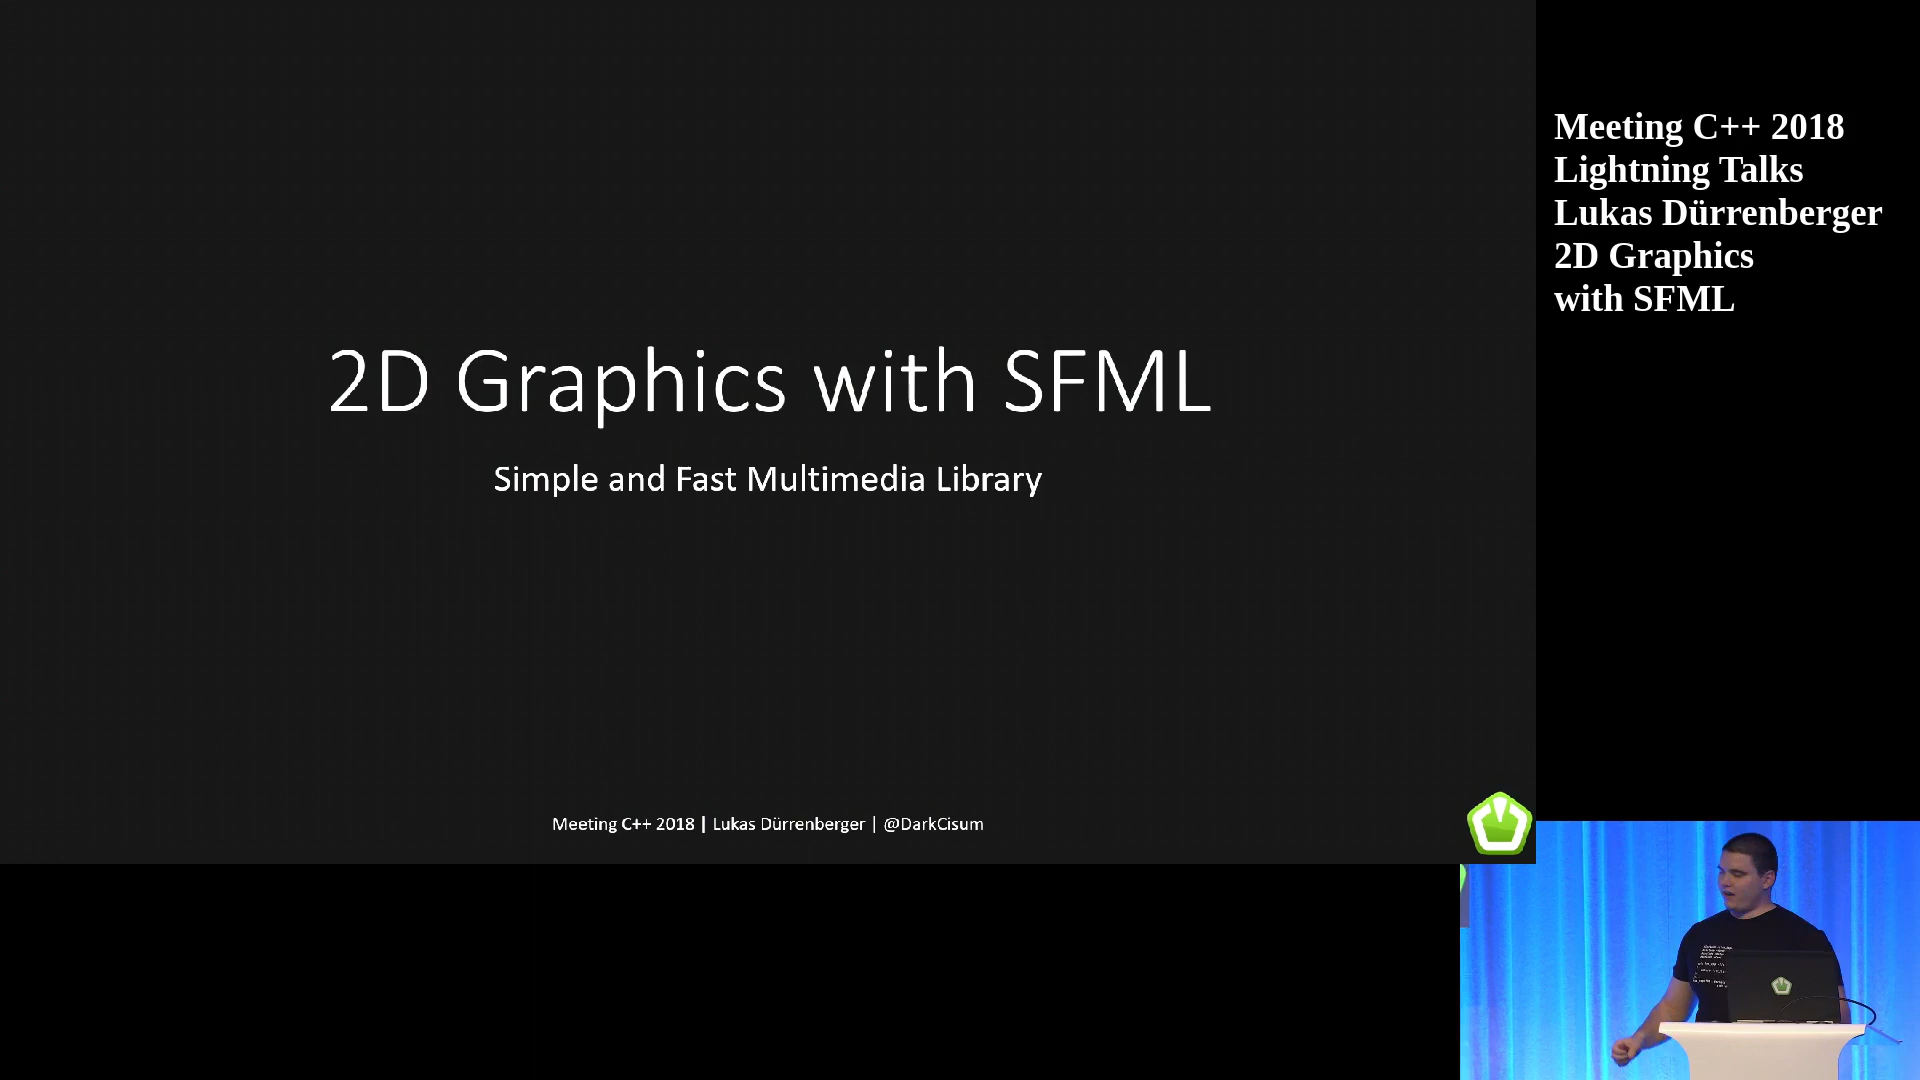 2D Graphics with SFML
Simple and Fast Multimedia Library
Meeting C++ 2018 | Lukas Dürrenberger | @DarkCisum
Meeting C++ 2018
Lightning Talks
Lukas Dürrenberger
2D Graphics
with SFML